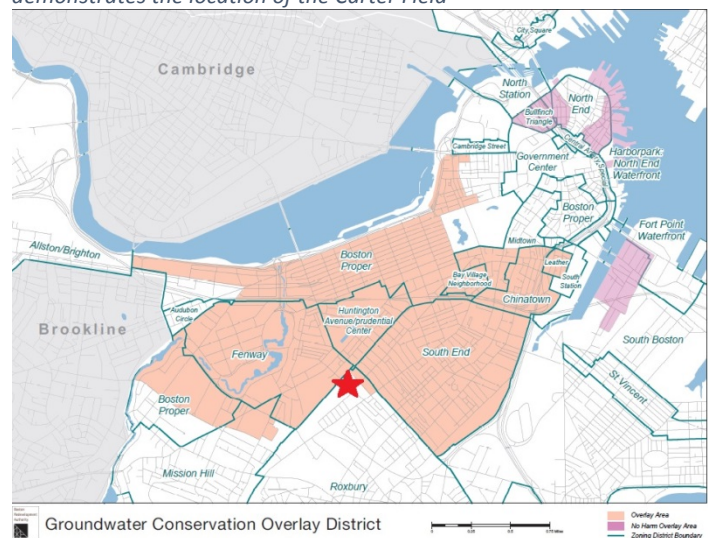 demonstrates the location of the Carter Field
City Square
Cambridge
North
Station
North
End
Bullfinch
Triangle
Cambridge Street
Government
Center
Harborpark:
North End
Waterfront
Boston
Proper
Fort Point
Waterfront
Allston/Brighton
Midtown
Boston
Proper
Leather
South
Station
Bay Village
Neighborhood
Chinatown
Audubon
Circle
Huntington
Avenue/prudential
Center
Brookline
Fenway
South End
South Boston
St Vincent
Boston
Proper
Mission Hill
Roxbury
Groundwater Conservation Overlay District
Overlay Area
No Harm Overlay Area
Zoning District Boundary